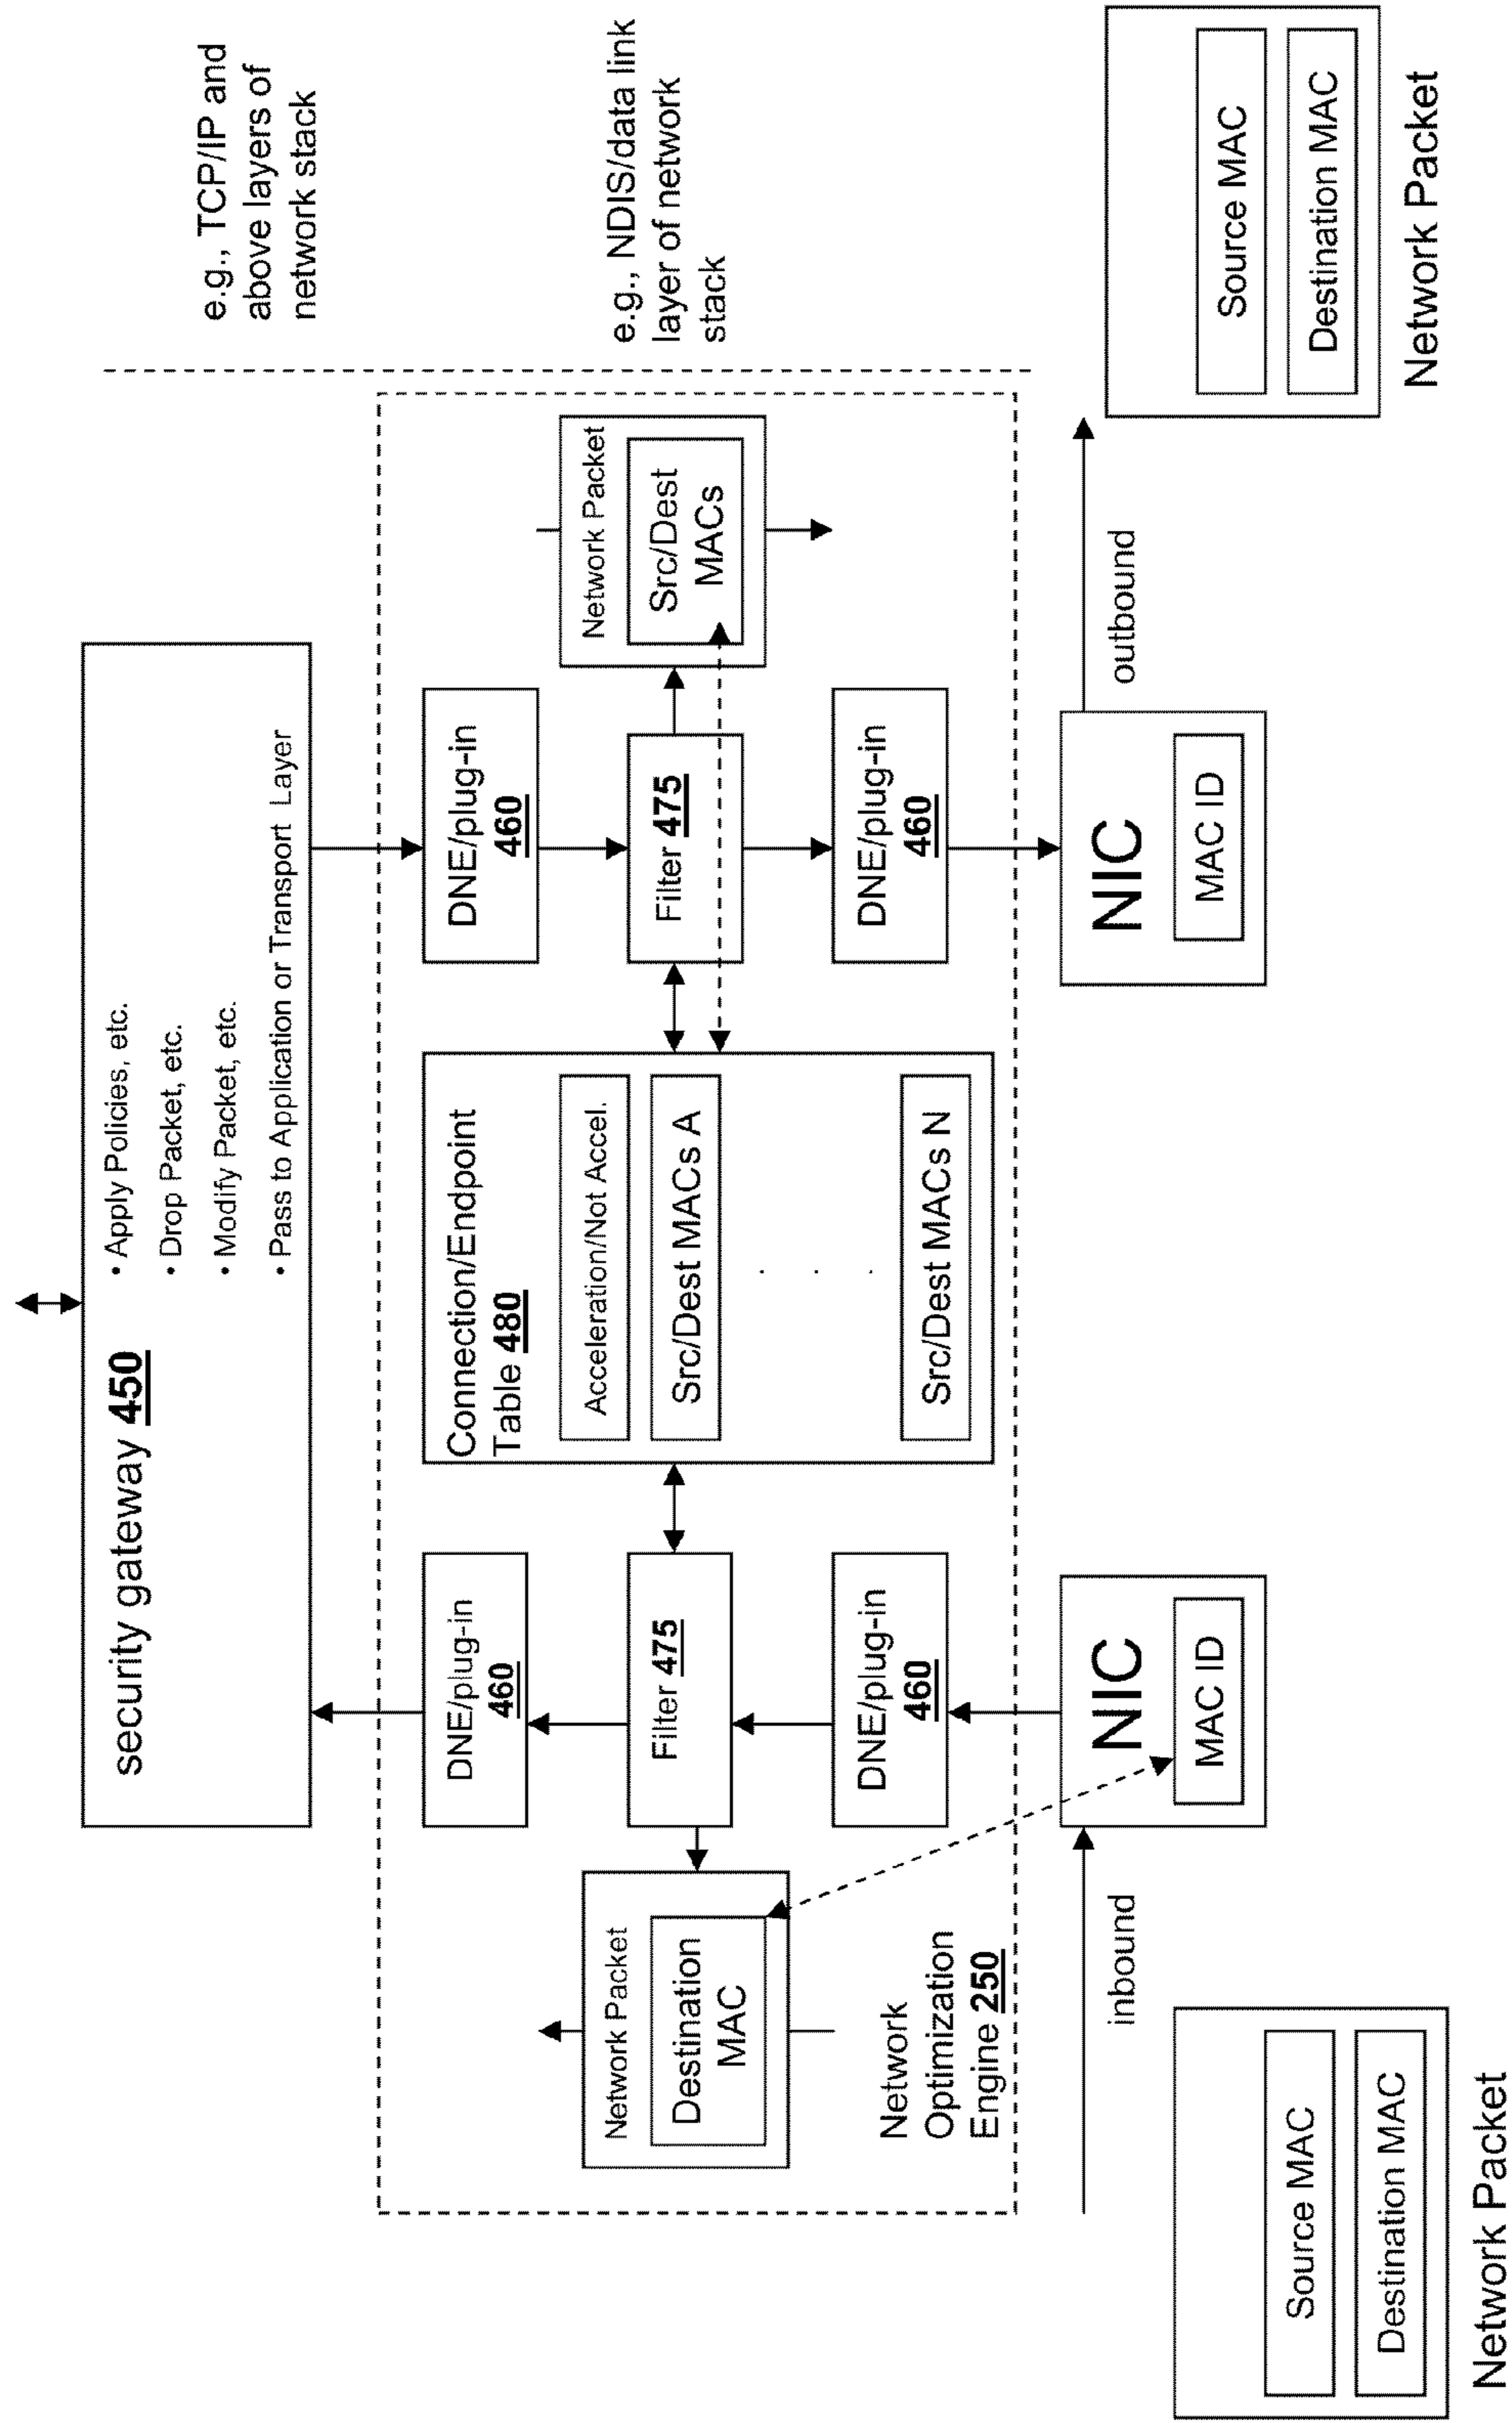 security gateway 450
• Apply Policies, etc.
• Drop Packet, etc.
• Modify Packet, etc.
• Pass to Application or Transport Layer
e.g., TCP/IP and
above layers of
network stack
e.g., NDIS/data link
layer of network
stack
Network Packet
Destination
MAC
DNE/plug-in
460
Filter 475
DNE/plug-in
460
Connection/Endpoint
Table 480
Acceleration/Not Accel.
Src/Dest MACs A
. . .
Src/Dest MACs N
DNE/plug-in
460
Filter 475
DNE/plug-in
460
Network Packet
Src/Dest
MACs
Network
Optimization
Engine 250
inbound
NIC
MAC ID
NIC
MAC ID
outbound
Source MAC
Destination MAC
Network Packet
Source MAC
Destination MAC
Network Packet